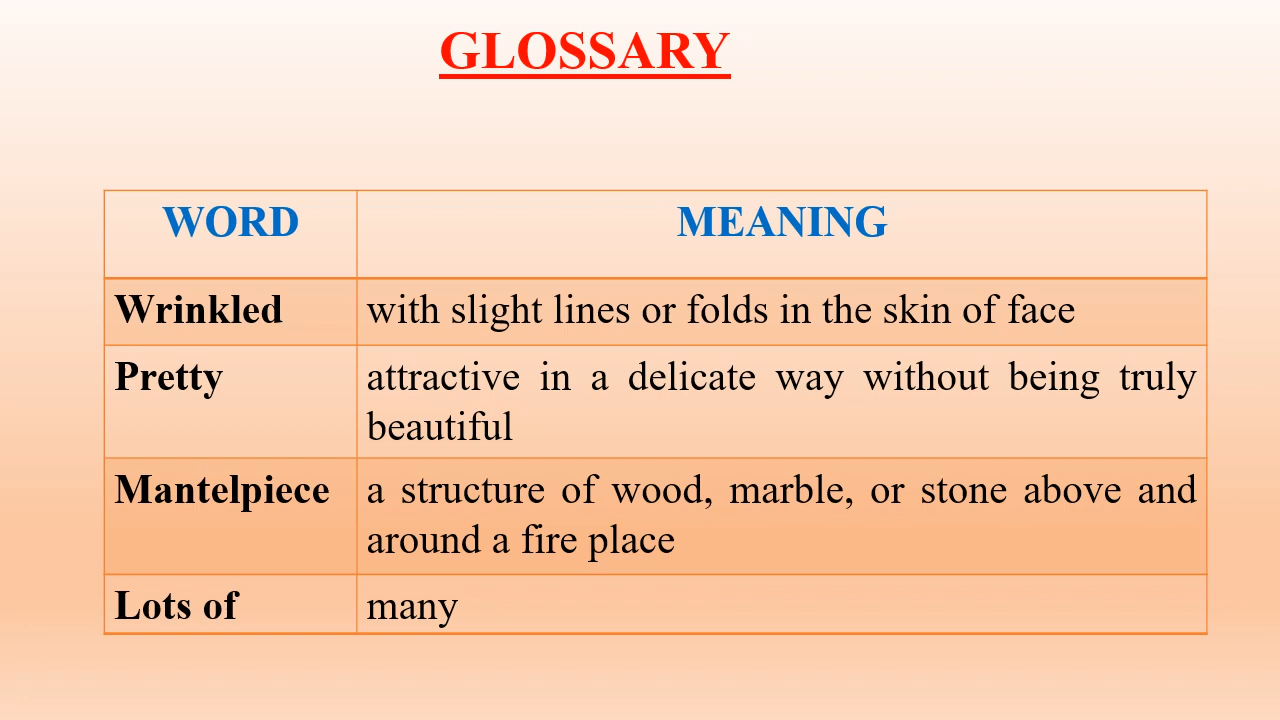 GLOSSARY
WORD MEANING
Wrinkled with slight lines or folds in the skin of face
Pretty attractive in a delicate way without being truly
beautiful
Mantelpiece a structure of wood, marble, or stone above and
around a fire place
Lots of many